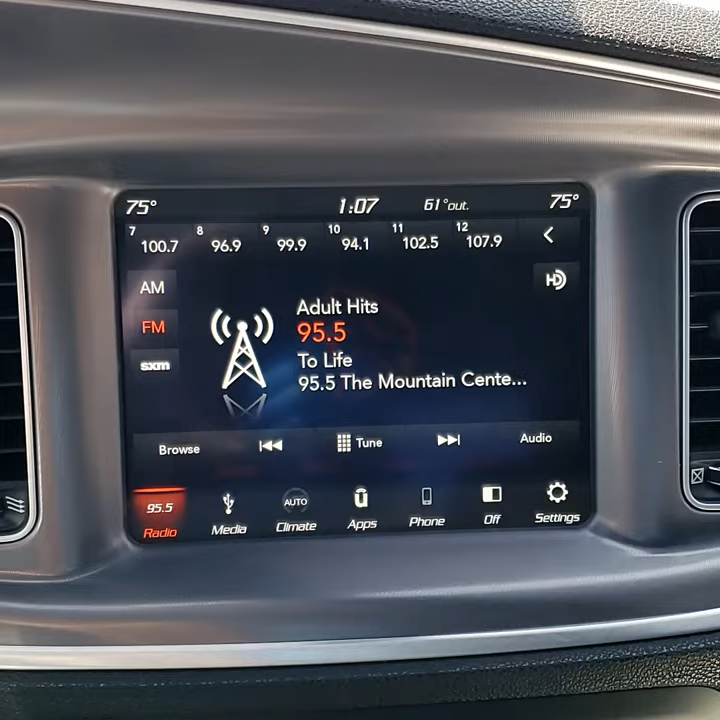 75° 1:07 61°out. 75°
7 100.7 8 96.9 9 99.9 10 94.1 11 102.5 12 107.9
AM
HD
FM
sxm
Adult Hits
95.5
To Life
95.5 The Mountain Cente...
Browse Tune Audio
95.5 AUTO
Radio Media Climate Apps Phone Off Settings